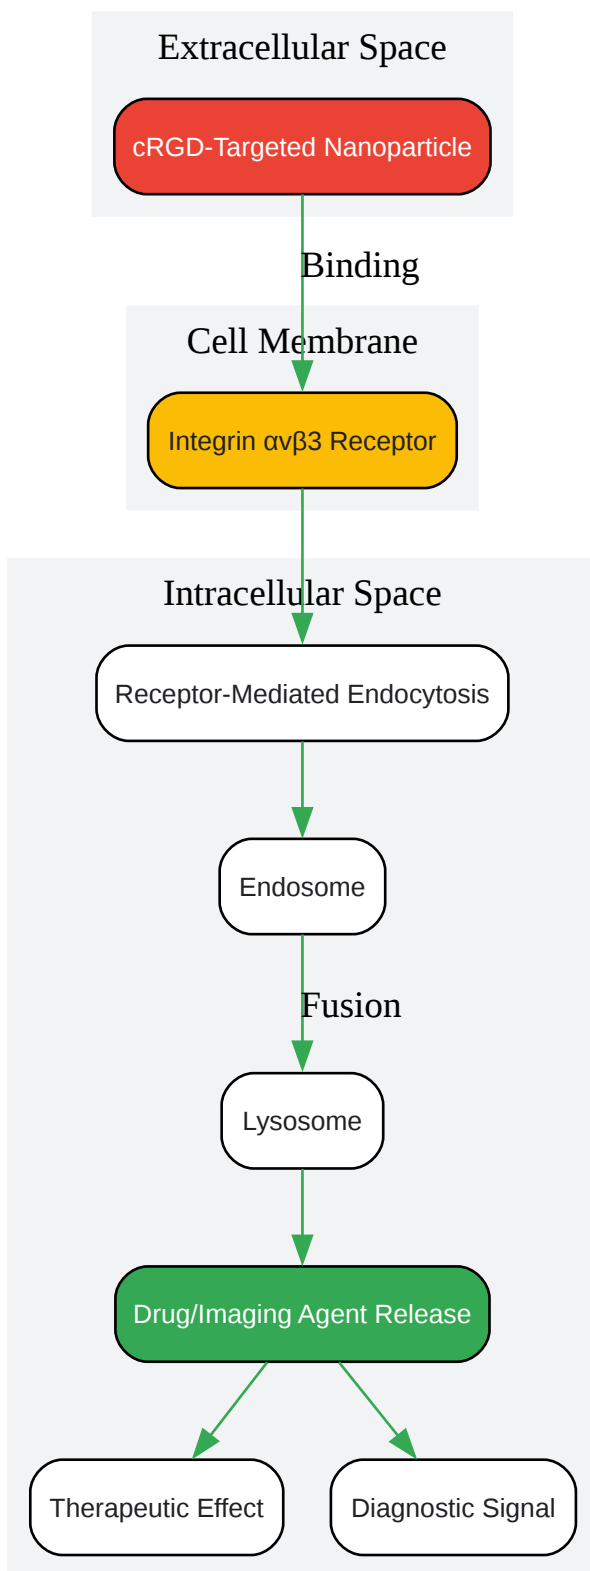 Extracellular Space
cRGD-Targeted Nanoparticle
Binding
Cell Membrane
Integrin αvβ3 Receptor
Intracellular Space
Receptor-Mediated Endocytosis
Endosome
Fusion
Lysosome
Drug/Imaging Agent Release
Therapeutic Effect
Diagnostic Signal